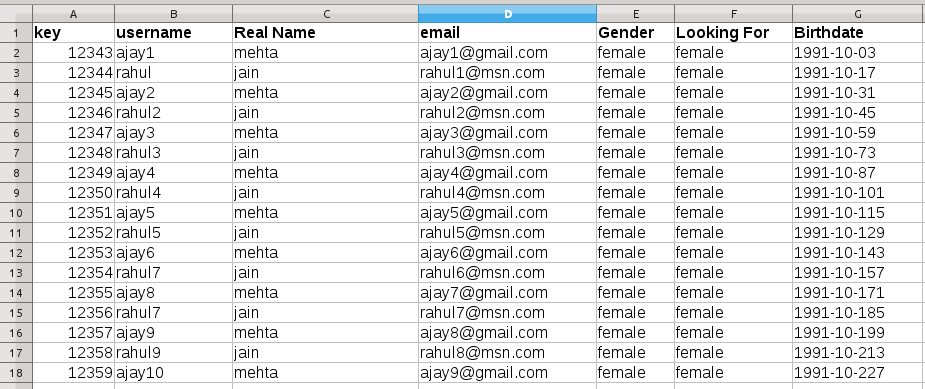 A B C D E F G
1 key username Real Name email Gender Looking For Birthdate
2 12343 ajay1 mehta ajay1@gmail.com female female 1991-10-03
3 12344 rahul jain rahul1@msn.com female female 1991-10-17
4 12345 ajay2 mehta ajay2@gmail.com female female 1991-10-31
5 12346 rahul2 jain rahul2@msn.com female female 1991-10-45
6 12347 ajay3 mehta ajay3@gmail.com female female 1991-10-59
7 12348 rahul3 jain rahul3@msn.com female female 1991-10-73
8 12349 ajay4 mehta ajay4@gmail.com female female 1991-10-87
9 12350 rahul4 jain rahul4@msn.com female female 1991-10-101
10 12351 ajay5 mehta ajay5@gmail.com female female 1991-10-115
11 12352 rahul5 jain rahul5@msn.com female female 1991-10-129
12 12353 ajay6 mehta ajay6@gmail.com female female 1991-10-143
13 12354 rahul7 jain rahul6@msn.com female female 1991-10-157
14 12355 ajay8 mehta ajay7@gmail.com female female 1991-10-171
15 12356 rahul7 jain rahul7@msn.com female female 1991-10-185
16 12357 ajay9 mehta ajay8@gmail.com female female 1991-10-199
17 12358 rahul9 jain rahul8@msn.com female female 1991-10-213
18 12359 ajay10 mehta ajay9@gmail.com female female 1991-10-227